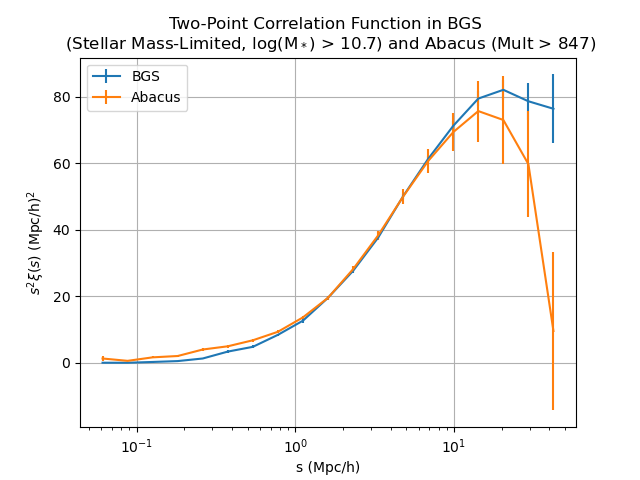 Two-Point Correlation Function in BGS
(Stellar Mass-Limited, log(M*) > 10.7) and Abacus (Mult > 847)
BGS
Abacus
s²ξ(s) (Mpc/h)²
80
60
40
20
0
10⁻¹
10⁰
10¹
s (Mpc/h)